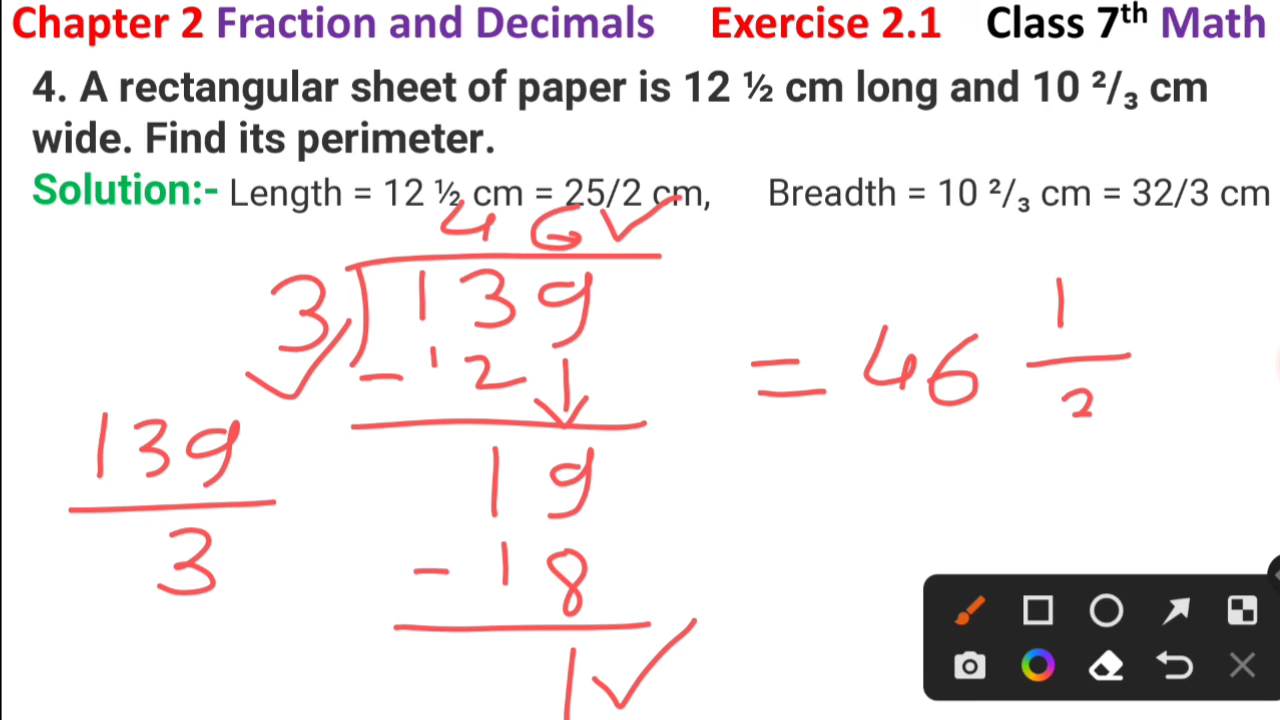 Chapter 2 Fraction and Decimals Exercise 2.1 Class 7th Math
4. A rectangular sheet of paper is 12 ½ cm long and 10 ²/₃ cm
wide. Find its perimeter.
Solution:- Length = 12 ½ cm = 25/2 cm, Breadth = 10 ²/₃ cm = 32/3 cm
46
3)139
-12
19
-18
1
139
3
= 46 1/2